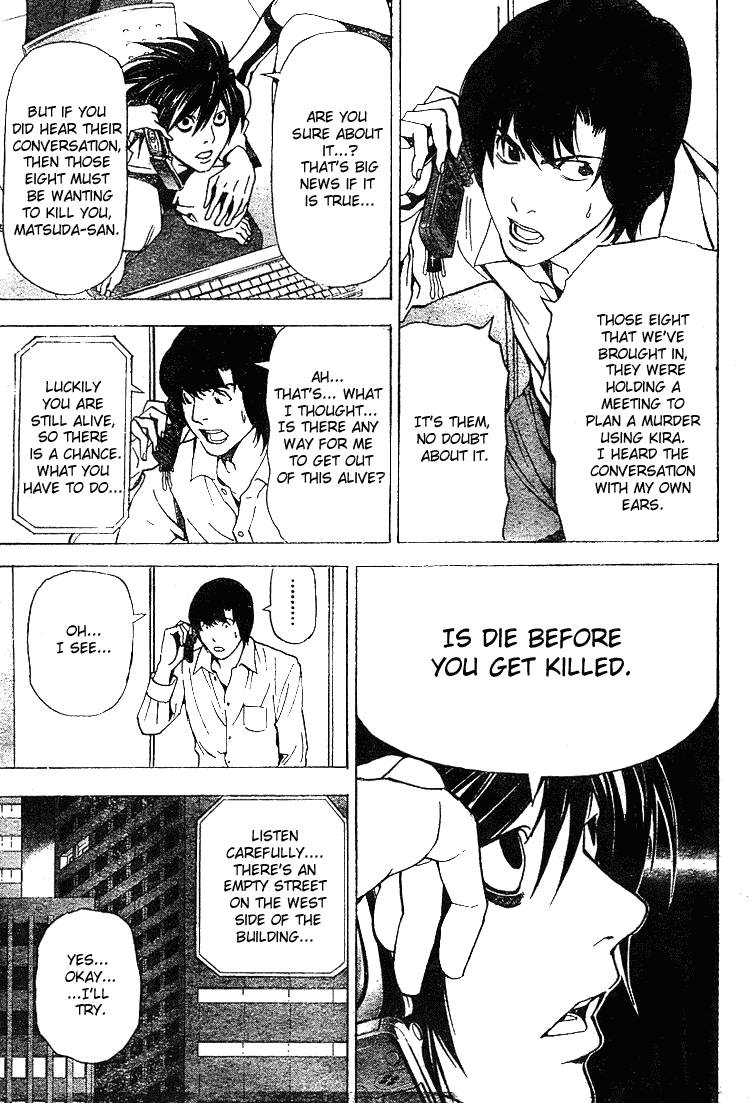 THOSE EIGHT
THAT WE'VE
BROUGHT IN,
THEY WERE
HOLDING A
MEETING TO
PLAN A MURDER
USING KIRA.
I HEARD THE
CONVERSATION
WITH MY OWN
EARS.
IT'S THEM,
NO DOUBT
ABOUT IT.
ARE YOU
SURE ABOUT
IT...?
THAT'S BIG
NEWS IF IT
IS TRUE...
BUT IF YOU
DID HEAR THEIR
CONVERSATION,
THEN THOSE
EIGHT MUST
BE WANTING
TO KILL YOU,
MATSUDA-SAN.
AH...
THAT'S... WHAT
I THOUGHT...
IS THERE ANY
WAY FOR ME
TO GET OUT
OF THIS ALIVE?
LUCKILY
YOU ARE
STILL ALIVE,
SO THERE
IS A CHANCE.
WHAT YOU
HAVE TO DO...
IS DIE BEFORE
YOU GET KILLED.
........
OH...
I SEE...
LISTEN
CAREFULLY....
THERE'S AN
EMPTY STREET
ON THE WEST
SIDE OF THE
BUILDING...
YES...
OKAY...
...I'LL
TRY.